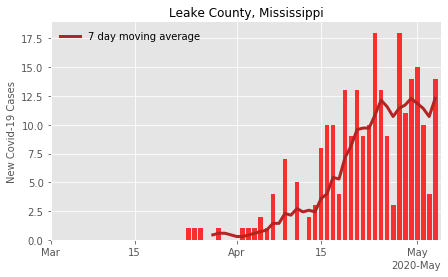 Leake County, Mississippi
7 day moving average
New Covid-19 Cases
17.5
15.0
12.5
10.0
7.5
5.0
2.5
0.0
Mar
15
Apr
15
May
2020-May